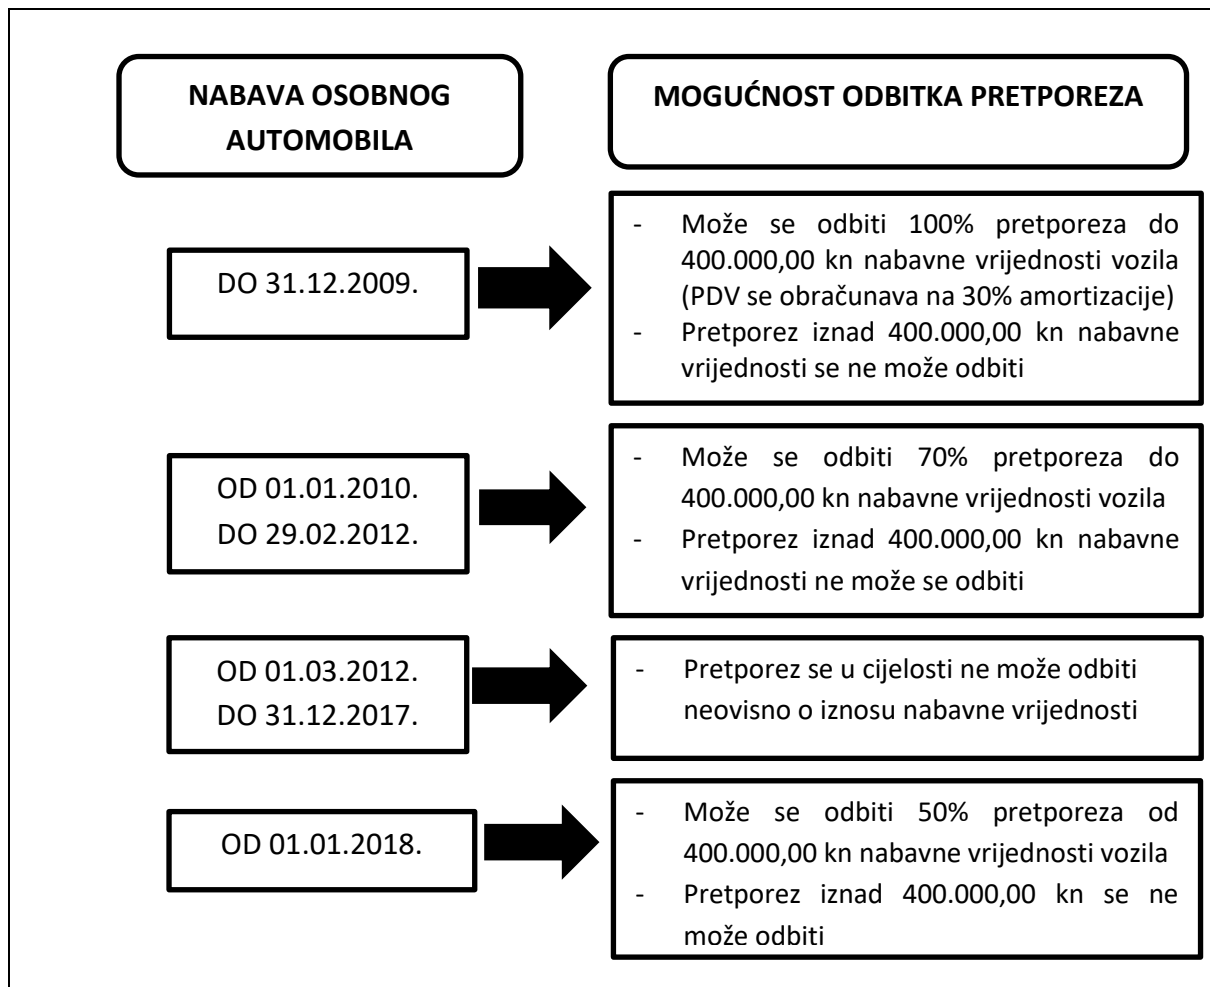 NABAVA OSOBNOG
AUTOMOBILA
MOGUĆNOST ODBITKA PRETPOREZA
DO 31.12.2009.
- Može se odbiti 100% pretporeza do
400.000,00 kn nabavne vrijednosti vozila
(PDV se obračunava na 30% amortizacije)
- Pretporez iznad 400.000,00 kn nabavne
vrijednosti se ne može odbiti
OD 01.01.2010.
DO 29.02.2012.
- Može se odbiti 70% pretporeza do
400.000,00 kn nabavne vrijednosti vozila
- Pretporez iznad 400.000,00 kn nabavne
vrijednosti ne može se odbiti
OD 01.03.2012.
DO 31.12.2017.
- Pretporez se u cijelosti ne može odbiti
neovisno o iznosu nabavne vrijednosti
OD 01.01.2018.
- Može se odbiti 50% pretporeza od
400.000,00 kn nabavne vrijednosti vozila
- Pretporez iznad 400.000,00 kn se ne
može odbiti